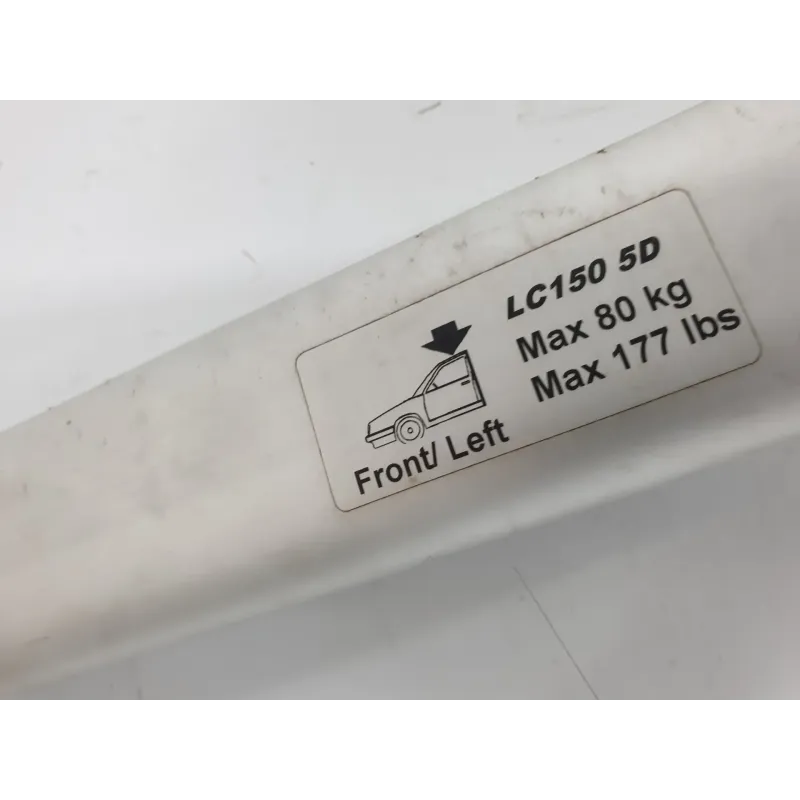 LC150 5D
Max 80 kg
Max 177 lbs
Front/ Left